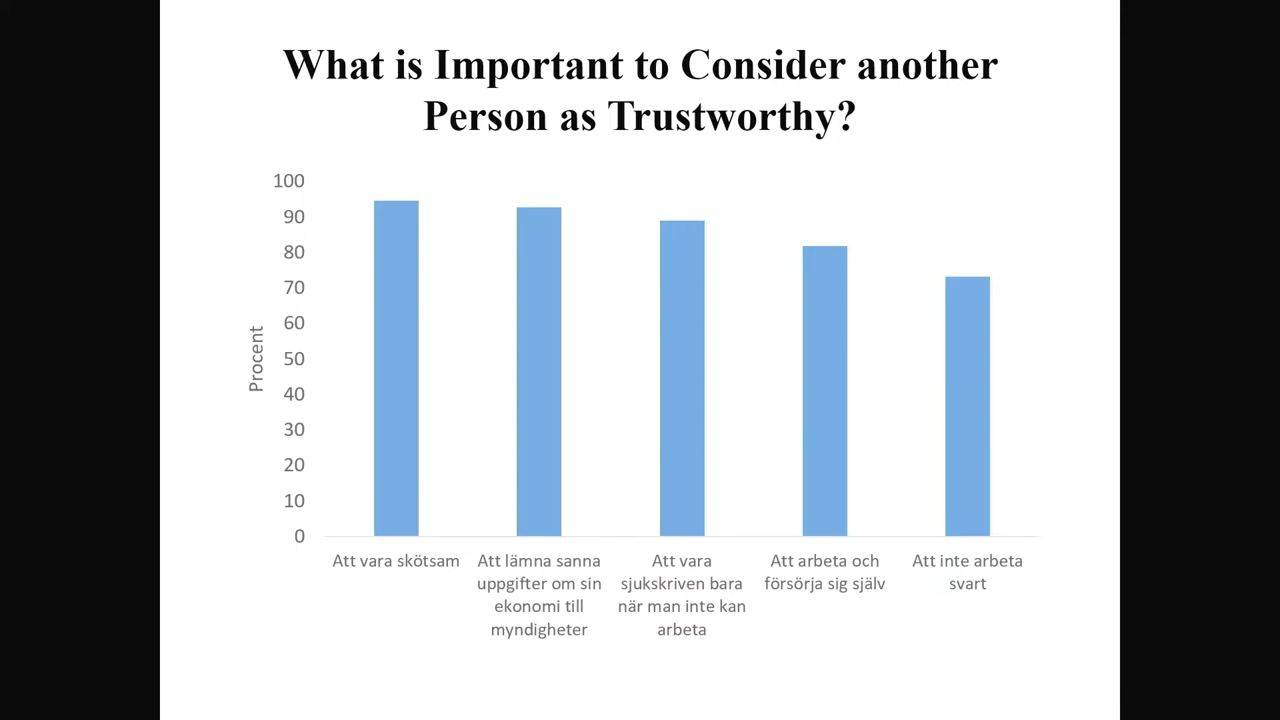 What is Important to Consider another
Person as Trustworthy?
100
90
80
70
60
50
40
30
20
10
0
Procent
Att vara skötsam
Att lämna sanna
uppgifter om sin
ekonomi till
myndigheter
Att vara
sjukskriven bara
när man inte kan
arbeta
Att arbeta och
försörja sig själv
Att inte arbeta
svart